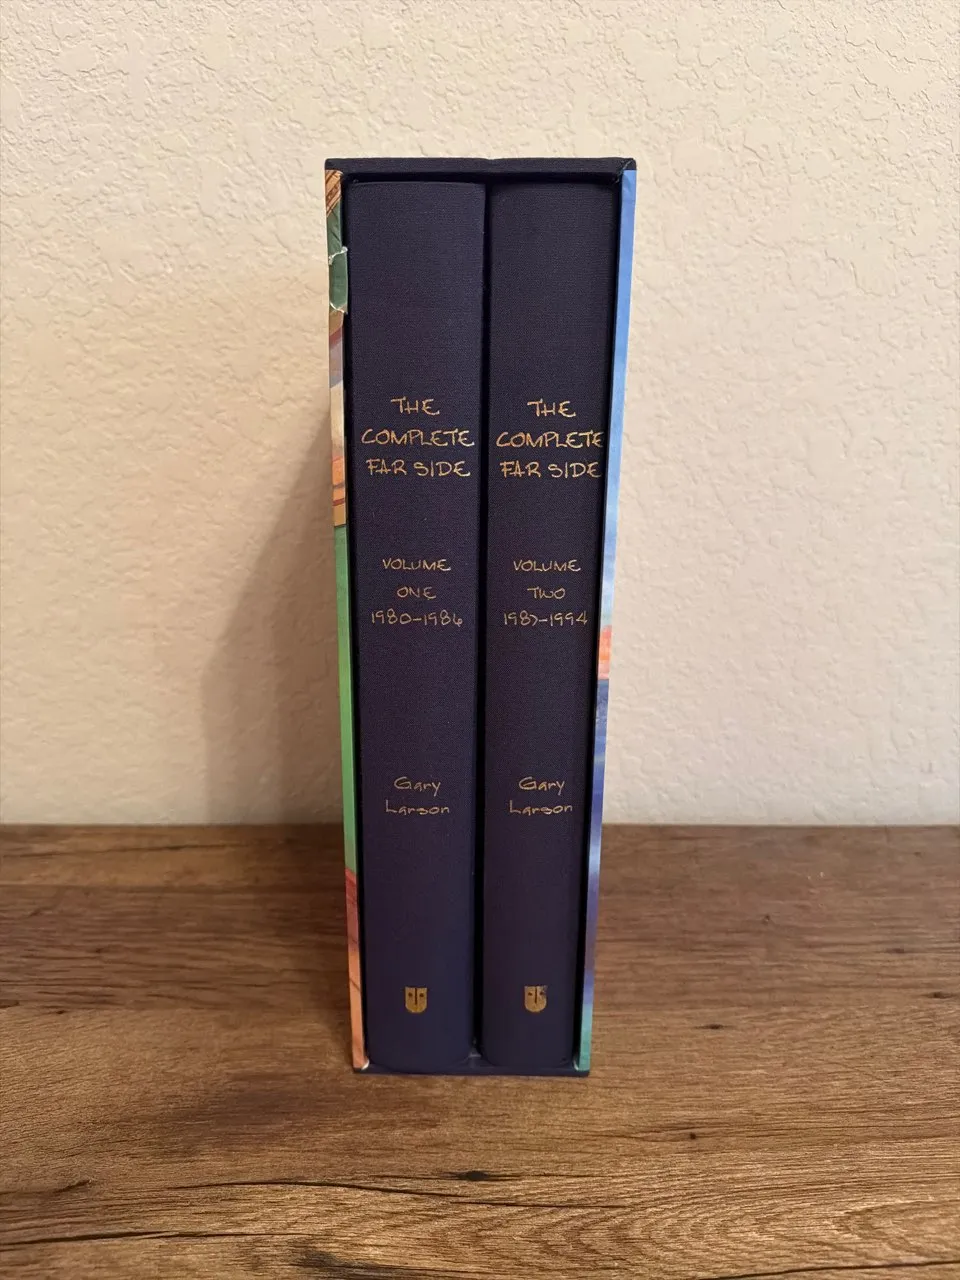 THE
COMPLETE
FAR SIDE
VOLUME
ONE
1980-1986
Gary
Larson
THE
COMPLETE
FAR SIDE
VOLUME
TWO
1987-1994
Gary
Larson